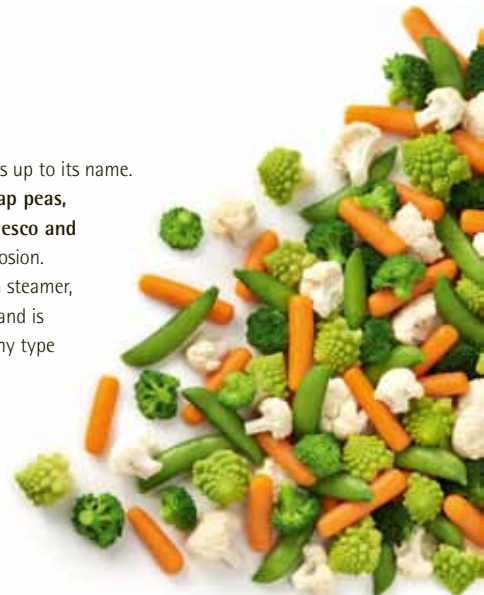 s up to its name.
ap peas,
esco and
osion.
steamer,
and is
ny type